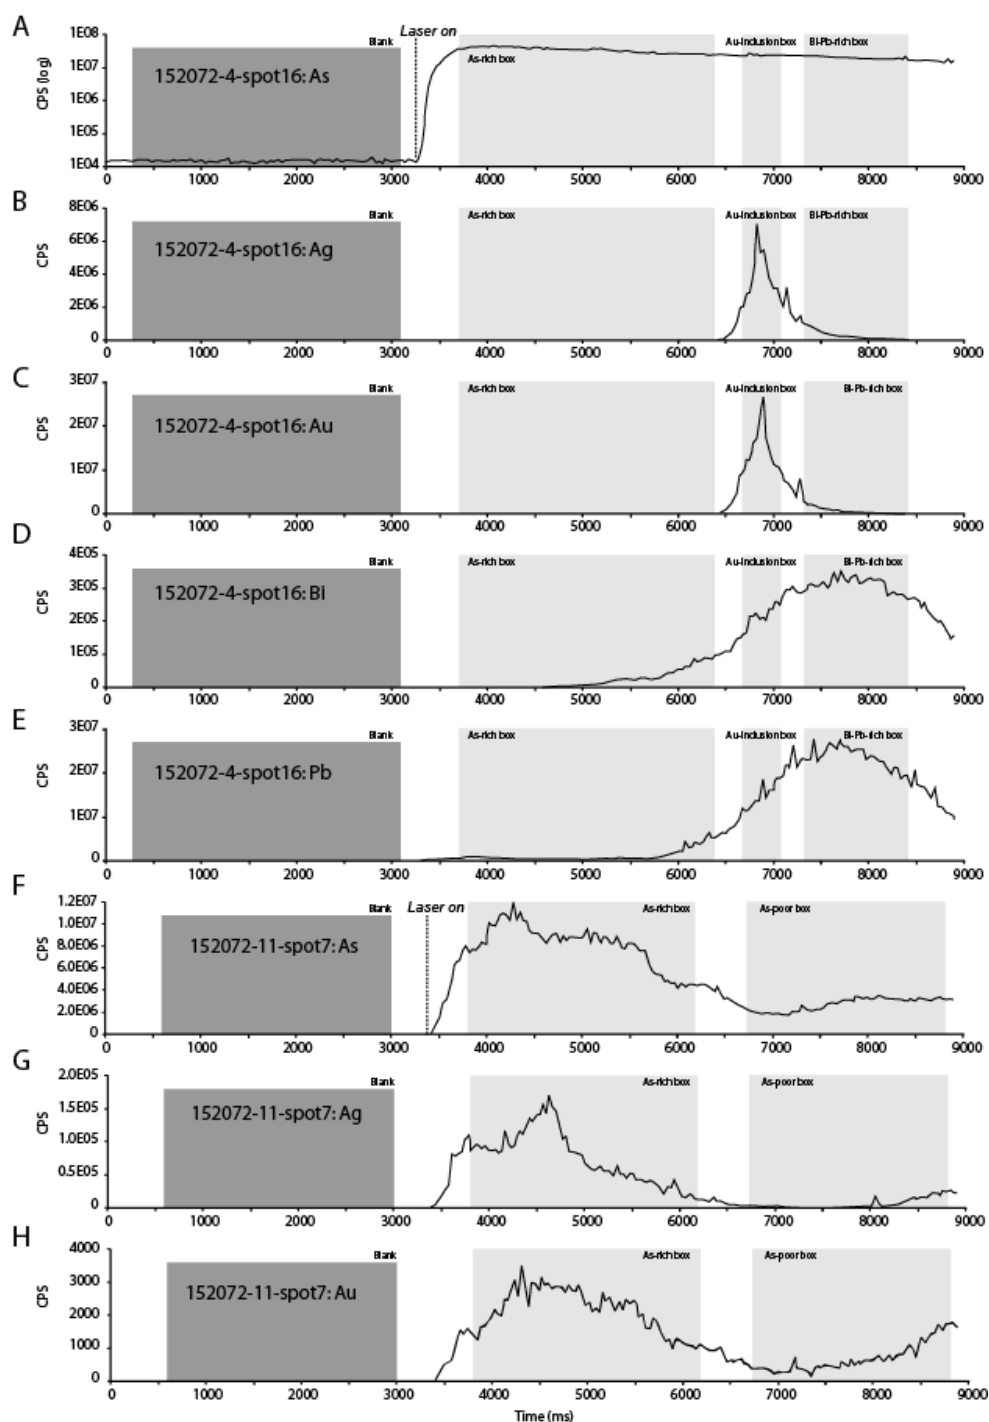 A
Laser on
1E08
Blank
Au-inclusion box
Bi-Pb-rich box
1E07
As-rich box
152072-4-spot16: As
CPS (log)
1E06
1E05
1E04
0 1000 2000 3000 4000 5000 6000 7000 8000 9000
B
8E06
Blank
As-rich box
Au-inclusion box
Bi-Pb-rich box
6E06
152072-4-spot16: Ag
CPS
4E06
2E06
0
0 1000 2000 3000 4000 5000 6000 7000 8000 9000
C
3E07
Blank
As-rich box
Au-inclusion box
Bi-Pb-rich box
2E07
152072-4-spot16: Au
CPS
1E07
0
0 1000 2000 3000 4000 5000 6000 7000 8000 9000
D
4E05
Blank
As-rich box
Au-inclusion box
Bi-Pb-rich box
3E05
152072-4-spot16: Bi
CPS
2E05
1E05
0
0 1000 2000 3000 4000 5000 6000 7000 8000 9000
E
3E07
Blank
As-rich box
Au-inclusion box
Bi-Pb-rich box
2E07
152072-4-spot16: Pb
CPS
1E07
0
0 1000 2000 3000 4000 5000 6000 7000 8000 9000
F
1.2E07
Blank
Laser on
As-rich box
As-poor box
1.0E07
152072-11-spot7: As
CPS
8.0E06
6.0E06
4.0E06
2.0E06
0
0 1000 2000 3000 4000 5000 6000 7000 8000 9000
G
2.0E05
Blank
As-rich box
As-poor box
1.5E05
152072-11-spot7: Ag
CPS
1.0E05
0.5E05
0
0 1000 2000 3000 4000 5000 6000 7000 8000 9000
H
4000
Blank
As-rich box
As-poor box
3000
152072-11-spot7: Au
CPS
2000
1000
0
0 1000 2000 3000 4000 5000 6000 7000 8000 9000
Time (ms)